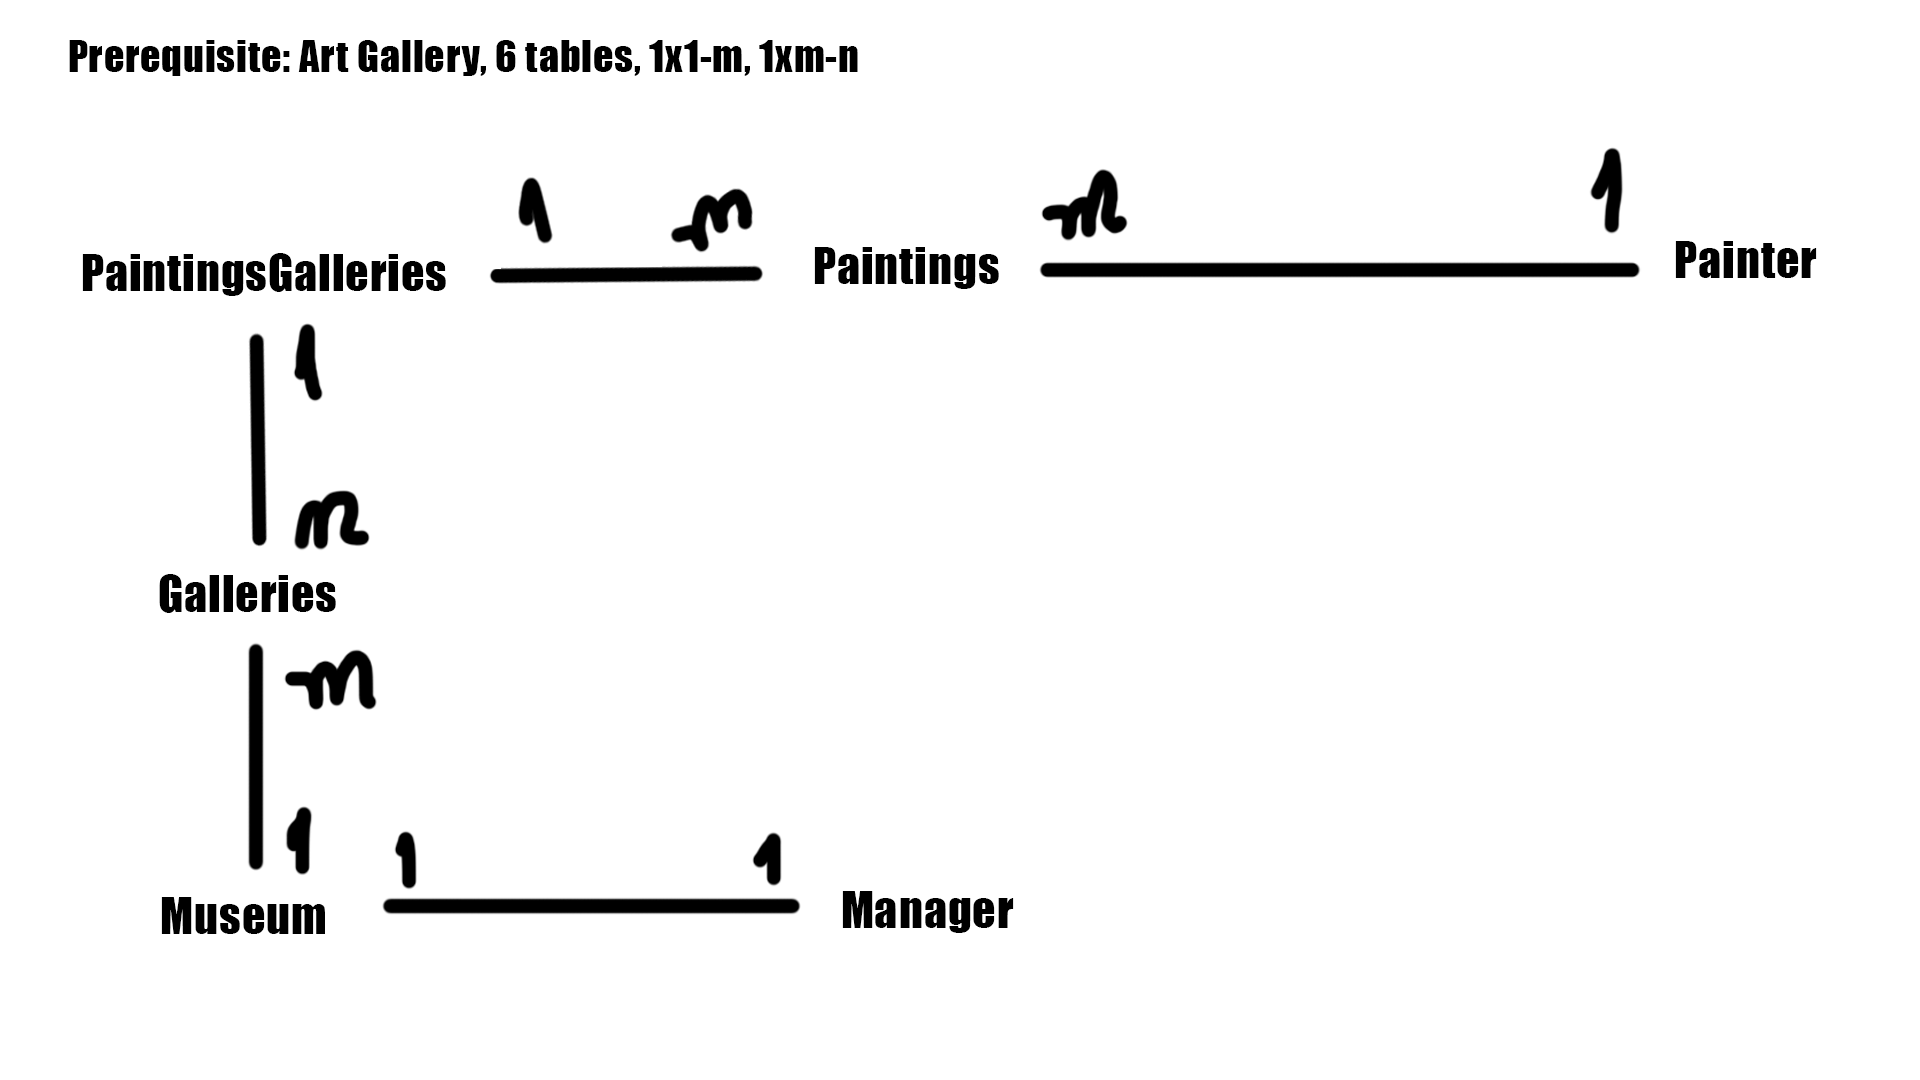 Prerequisite: Art Gallery, 6 tables, 1x1-m, 1xm-n
1 m m 1
PaintingsGalleries Paintings Painter
1
m
Galleries
m
1 1 1
Museum Manager